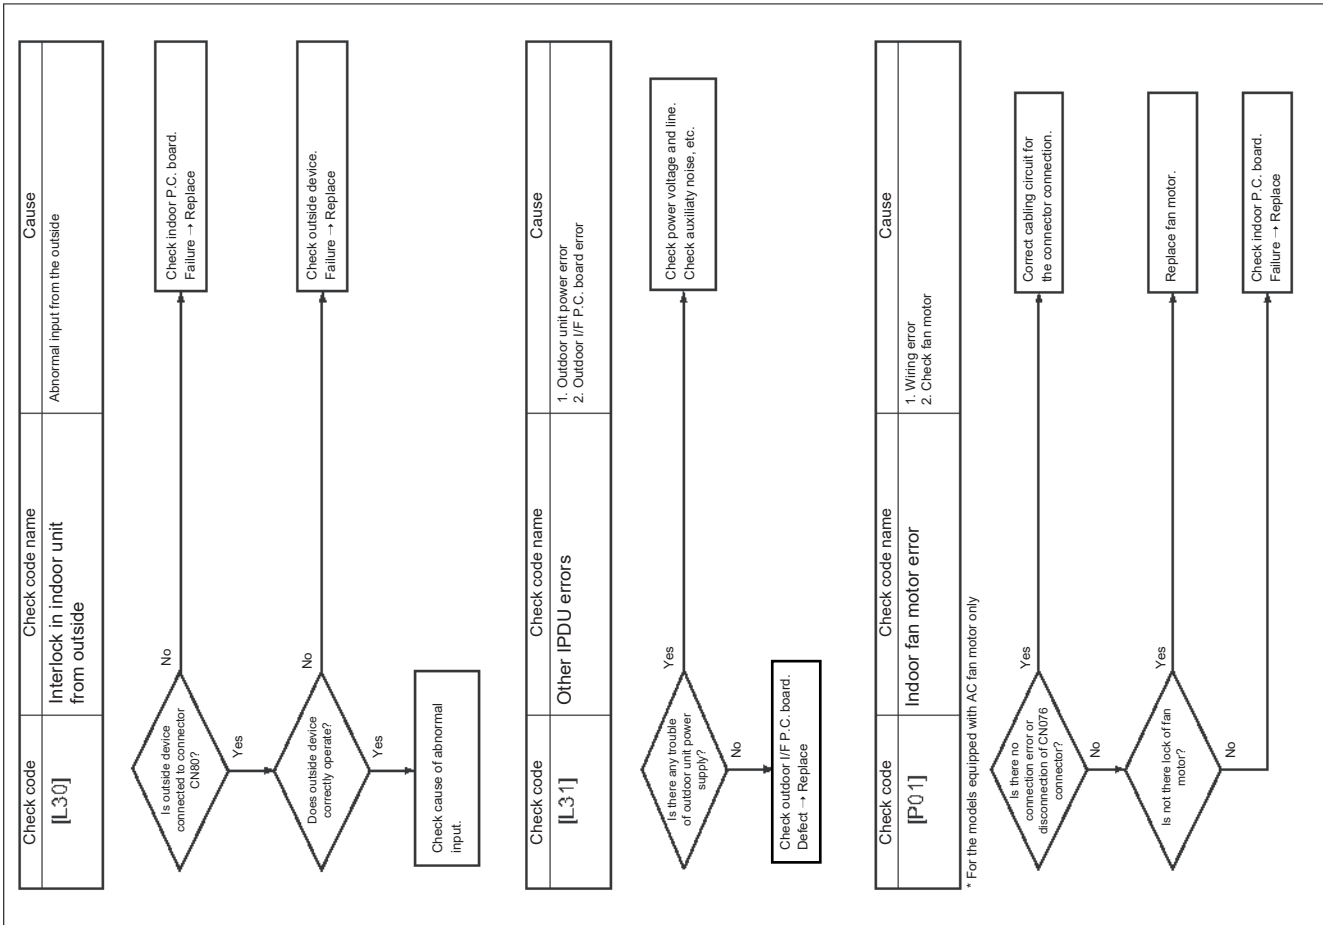 Check code
Check code name
Cause
[L30]
Interlock in indoor unit
from outside
Abnormal input from the outside
Is outside device
connected to connector
CN80?
No
Check indoor P.C. board.
Failure → Replace
Yes
Does outside device
correctly operate?
No
Check outside device.
Failure → Replace
Yes
Check cause of abnormal
input.
Check code
Check code name
Cause
[L31]
Other IPDU errors
1. Outdoor unit power error
2. Outdoor I/F P.C. board error
Is there any trouble
of outdoor unit power
supply?
Yes
Check power voltage and line.
Check auxiliaty noise, etc.
No
Check outdoor I/F P.C. board.
Defect → Replace
Check code
Check code name
Cause
[P01]
Indoor fan motor error
1. Wiring error
2. Check fan motor
* For the models equipped with AC fan motor only
Is there no
connection error or
disconnection of CN076
connector?
Yes
Correct cabling circuit for
the connector connection.
No
Is not there lock of fan
motor?
Yes
Replace fan motor.
No
Check indoor P.C. board.
Failure → Replace